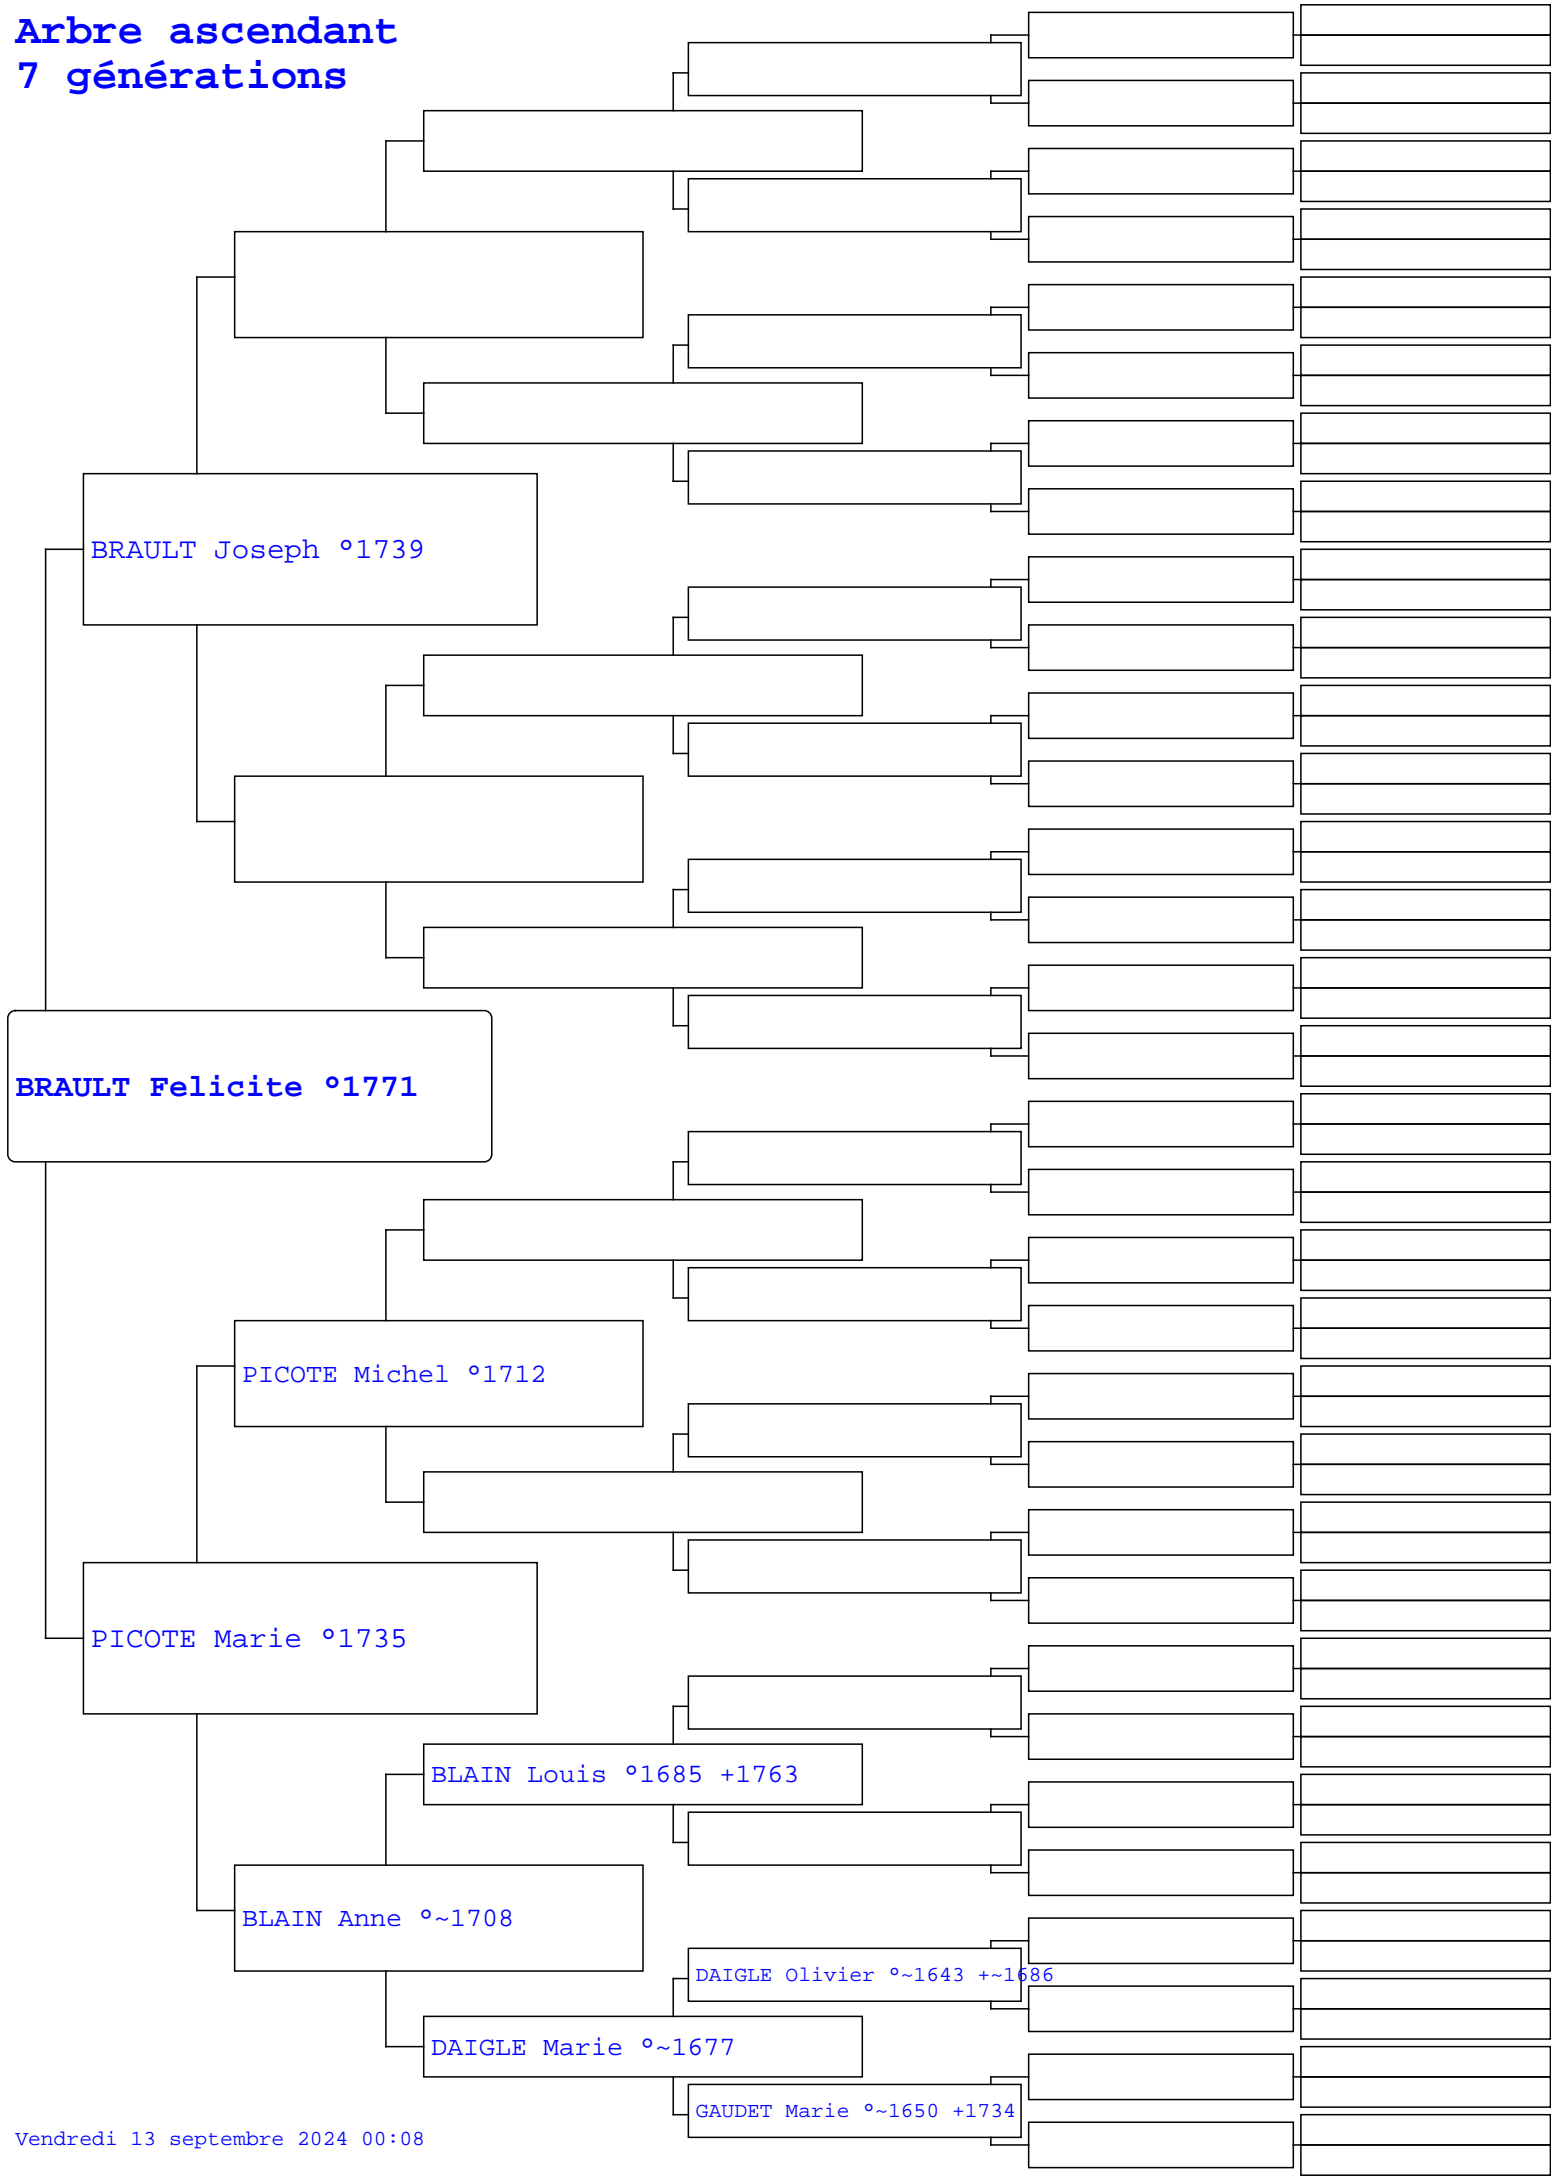 Arbre ascendant
7 générations
BRAULT Joseph °1739
BRAULT Felicite °1771
PICOTE Michel °1712
PICOTE Marie °1735
BLAIN Louis °1685 +1763
BLAIN Anne °~1708
DAIGLE Olivier °~1643 +~1686
DAIGLE Marie °~1677
GAUDET Marie °~1650 +1734
Vendredi 13 septembre 2024 00:08